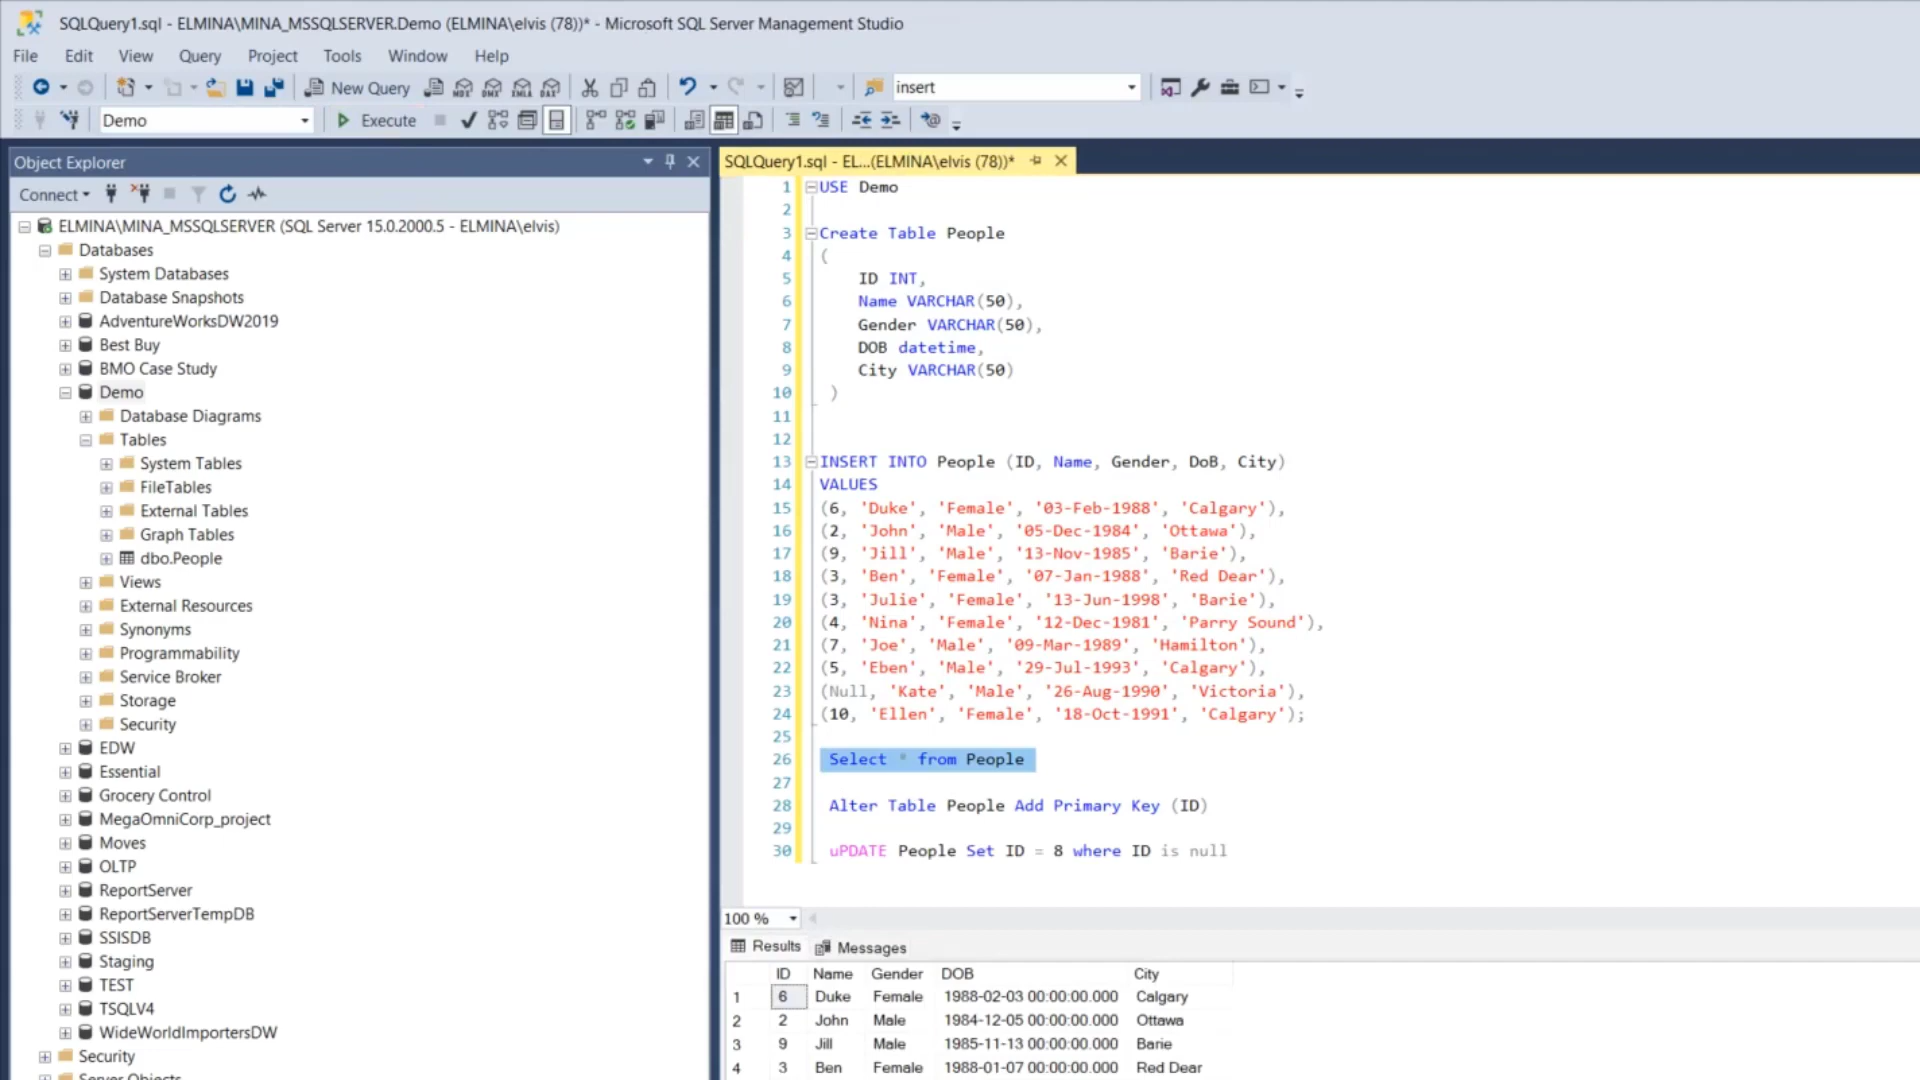 SQLQuery1.sql - ELMINA\MINA_MSSQLSERVER.Demo (ELMINA\elvis (78))* - Microsoft SQL Server Management Studio
File Edit View Query Project Tools Window Help
New Query MDX DMX XMLA DAX insert
Demo Execute
Object Explorer
Connect
ELMINA\MINA_MSSQLSERVER (SQL Server 15.0.2000.5 - ELMINA\elvis)
Databases
System Databases
Database Snapshots
AdventureWorksDW2019
Best Buy
BMO Case Study
Demo
Database Diagrams
Tables
System Tables
FileTables
External Tables
Graph Tables
dbo.People
Views
External Resources
Synonyms
Programmability
Service Broker
Storage
Security
EDW
Essential
Grocery Control
MegaOmniCorp_project
Moves
OLTP
ReportServer
ReportServerTempDB
SSISDB
Staging
TEST
TSQLV4
WideWorldImportersDW
Security
Server Objects
SQLQuery1.sql - EL...(ELMINA\elvis (78))*
1 USE Demo
2
3 Create Table People
4 (
5 ID INT,
6 Name VARCHAR(50),
7 Gender VARCHAR(50),
8 DOB datetime,
9 City VARCHAR(50)
10 )
11
12
13 INSERT INTO People (ID, Name, Gender, DoB, City)
14 VALUES
15 (6, 'Duke', 'Female', '03-Feb-1988', 'Calgary'),
16 (2, 'John', 'Male', '05-Dec-1984', 'Ottawa'),
17 (9, 'Jill', 'Male', '13-Nov-1985', 'Barie'),
18 (3, 'Ben', 'Female', '07-Jan-1988', 'Red Dear'),
19 (3, 'Julie', 'Female', '13-Jun-1998', 'Barie'),
20 (4, 'Nina', 'Female', '12-Dec-1981', 'Parry Sound'),
21 (7, 'Joe', 'Male', '09-Mar-1989', 'Hamilton'),
22 (5, 'Eben', 'Male', '29-Jul-1993', 'Calgary'),
23 (Null, 'Kate', 'Male', '26-Aug-1990', 'Victoria'),
24 (10, 'Ellen', 'Female', '18-Oct-1991', 'Calgary');
25
26 Select * from People
27
28 Alter Table People Add Primary Key (ID)
29
30 uPDATE People Set ID = 8 where ID is null
100 %
Results Messages
ID Name Gender DOB City
1 6 Duke Female 1988-02-03 00:00:00.000 Calgary
2 2 John Male 1984-12-05 00:00:00.000 Ottawa
3 9 Jill Male 1985-11-13 00:00:00.000 Barie
4 3 Ben Female 1988-01-07 00:00:00.000 Red Dear